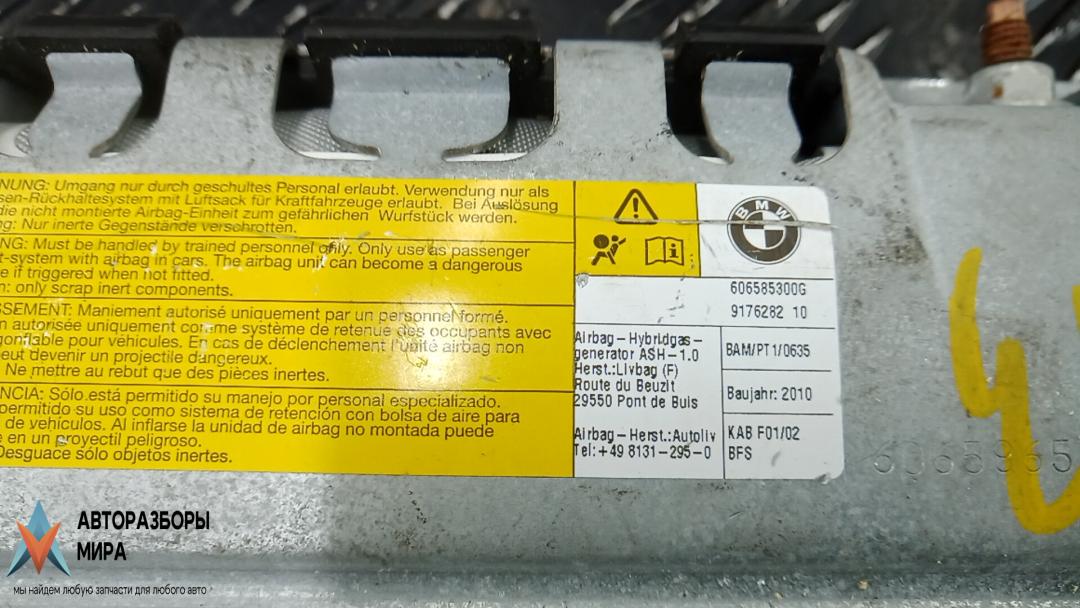 NUNG: Umgang nur durch geschultes Personal erlaubt. Verwendung nur als
sen-Rückhaltesystem mit Luftsack für Kraftfahrzeuge erlaubt. Bei Auslösung
die nicht montierte Airbag-Einheit zum gefährlichen Wurfstück werden.
g: Nur inerte Gegenstände verschrotten.
NG: Must be handled by trained personnel only. Only use as passenger
t-system with airbag in cars. The airbag unit can become a dangerous
e if triggered when not fitted.
n: only scrap inert components.
SSEMENT: Maniement autorisé uniquement par un personnel formé.
n autorisée uniquement comme système de retenue des occupants avec
gonflable pour véhicules. En cas de déclenchement l'unité airbag non
peut devenir un projectile dangereux.
Ne mettre au rebut que des pièces inertes.
NCIA: Sólo está permitido su manejo por personal especializado.
permitido su uso como sistema de retención con bolsa de aire para
de vehículos. Al inflarse la unidad de airbag no montada puede
e en un proyectil peligroso.
Desguace sólo objetos inertes.
BMW
606585300G
9176282 10
Airbag-Hybridgas-
generator ASH-1.0
Herst.:Livbag (F)
Route du Beuzit
29550 Pont de Buis
Airbag-Herst.:Autoliv
Tel:+49 8131-295-0
BAM/PT1/0635
Baujahr: 2010
KAB F01/02
BFS
АВТОРАЗБОРЫ
МИРА
мы найдем любую запчасти для любого авто